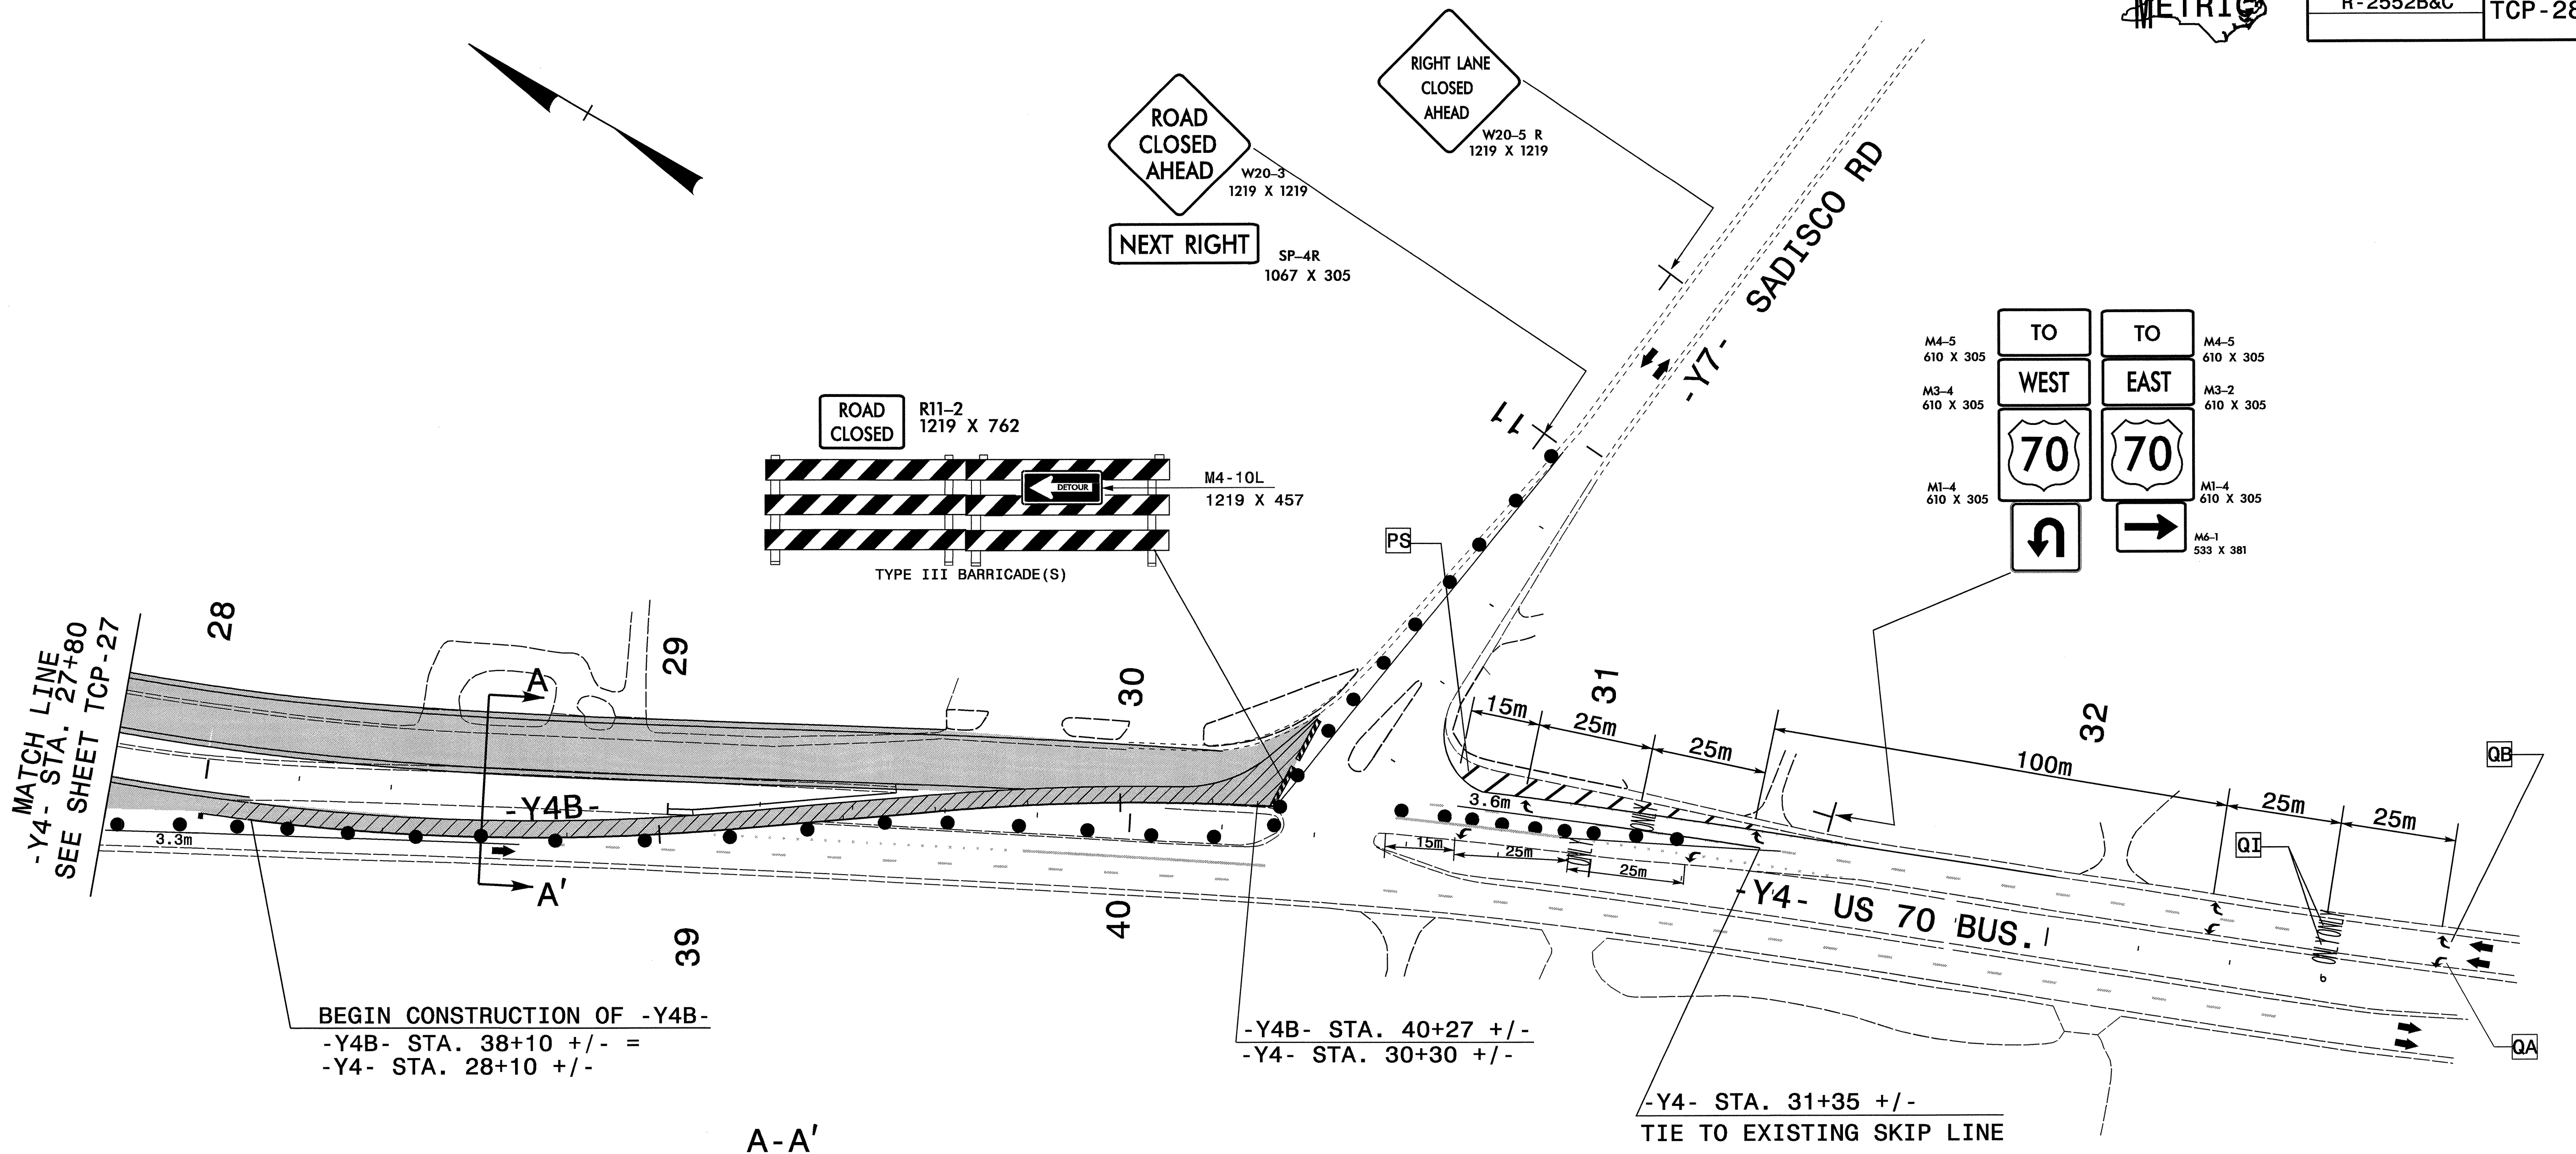 METRIC
R-2552B&C
TCP-28
RIGHT LANE
CLOSED
AHEAD
W20-5 R
1219 X 1219
ROAD
CLOSED
AHEAD
W20-3
1219 X 1219
NEXT RIGHT
SP-4R
1067 X 305
-Y7- SADISCO RD
11
TO
TO
M4-5
610 X 305
M4-5
610 X 305
WEST
EAST
M3-4
610 X 305
M3-2
610 X 305
70
70
M1-4
610 X 305
M1-4
610 X 305
M6-1
533 X 381
ROAD
CLOSED
R11-2
1219 X 762
DETOUR
M4-10L
1219 X 457
TYPE III BARRICADE(S)
PS
MATCH LINE
-Y4- STA. 27+80
SEE SHEET TCP-27
28
29
30
31
32
A
-Y4B-
3.3m
A'
39
40
15m
25m
25m
100m
25m
25m
3.6m
15m
25m
25m
ONLY
ONLY
ONLY
ONLY
QB
QI
QA
-Y4- US 70 BUS.
BEGIN CONSTRUCTION OF -Y4B-
-Y4B- STA. 38+10 +/- =
-Y4- STA. 28+10 +/-
-Y4B- STA. 40+27 +/-
-Y4- STA. 30+30 +/-
-Y4- STA. 31+35 +/-
TIE TO EXISTING SKIP LINE
A-A'